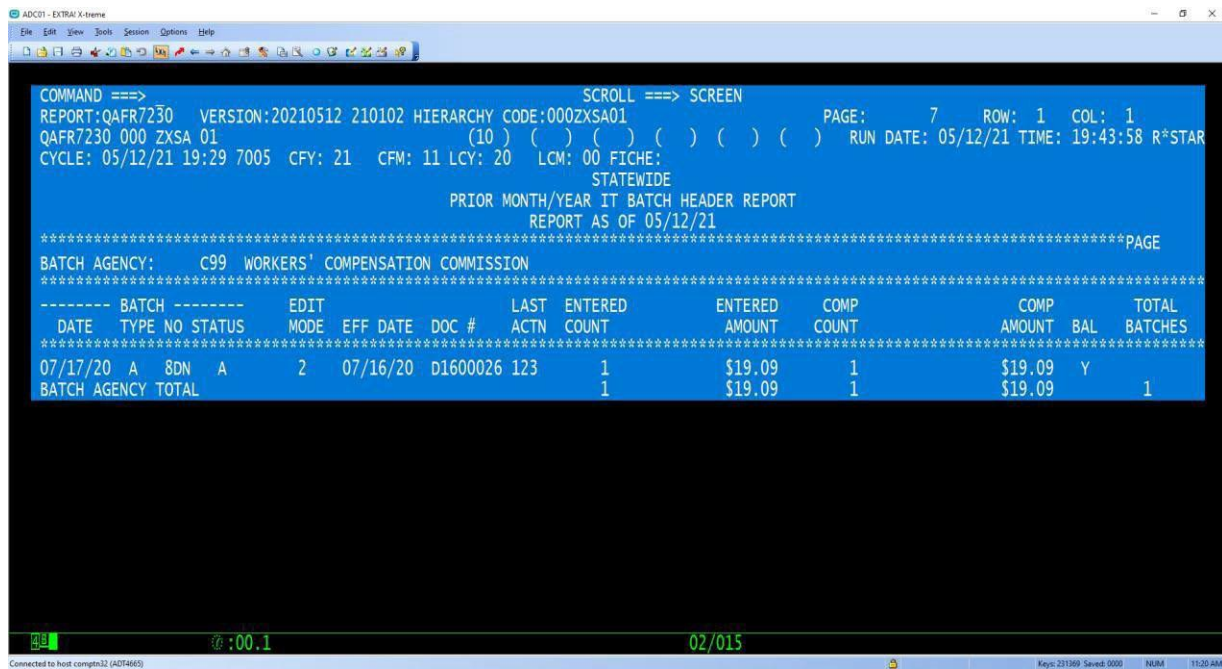 ADC01 - EXTRA! X-treme
File Edit View Tools Session Options Help
COMMAND ===> SCROLL ===> SCREEN
REPORT:QAFR7230 VERSION:20210512 210102 HIERARCHY CODE:000ZXSA01 PAGE: 7 ROW: 1 COL: 1
QAFR7230 000 ZXSA 01 (10 ) ( ) ( ) ( ) ( ) ( ) RUN DATE: 05/12/21 TIME: 19:43:58 R*STAR
CYCLE: 05/12/21 19:29 7005 CFY: 21 CFM: 11 LCY: 20 LCM: 00 FICHE:
STATEWIDE
PRIOR MONTH/YEAR IT BATCH HEADER REPORT
REPORT AS OF 05/12/21
PAGE
BATCH AGENCY: C99 WORKERS' COMPENSATION COMMISSION
-------- BATCH -------- EDIT LAST ENTERED ENTERED COMP COMP TOTAL
DATE TYPE NO STATUS MODE EFF DATE DOC # ACTN COUNT AMOUNT COUNT AMOUNT BAL BATCHES
07/17/20 A 8DN A 2 07/16/20 D1600026 123 1 $19.09 1 $19.09 Y
BATCH AGENCY TOTAL 1 $19.09 1 $19.09 1
:00.1 02/015
Connected to host comptn32 (ADT4665) Keys: 231369 Saved: 0000 NUM 11:20 AM